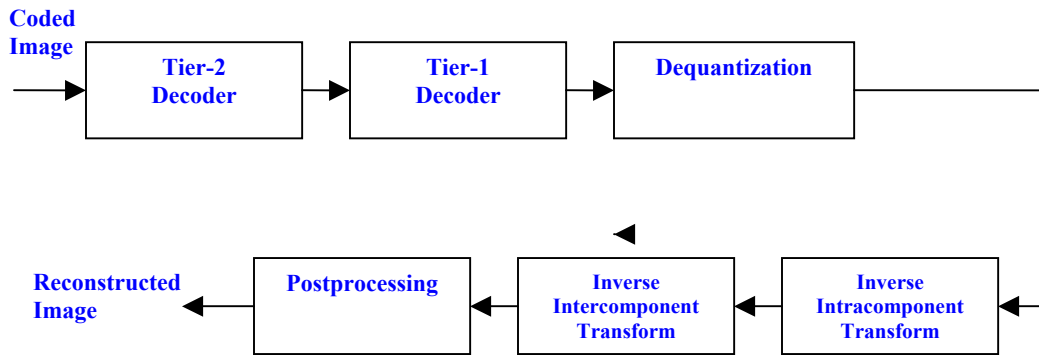 Coded
Image
Tier-2
Decoder
Tier-1
Decoder
Dequantization
Reconstructed
Image
Postprocessing
Inverse
Intercomponent
Transform
Inverse
Intracomponent
Transform